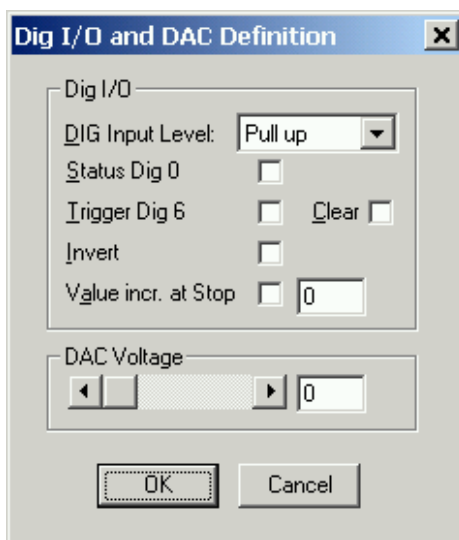 Dig I/O and DAC Definition
Dig I/O
DIG Input Level: Pull up
Status Dig 0
Trigger Dig 6 Clear
Invert
Value incr. at Stop 0
DAC Voltage
0
OK Cancel